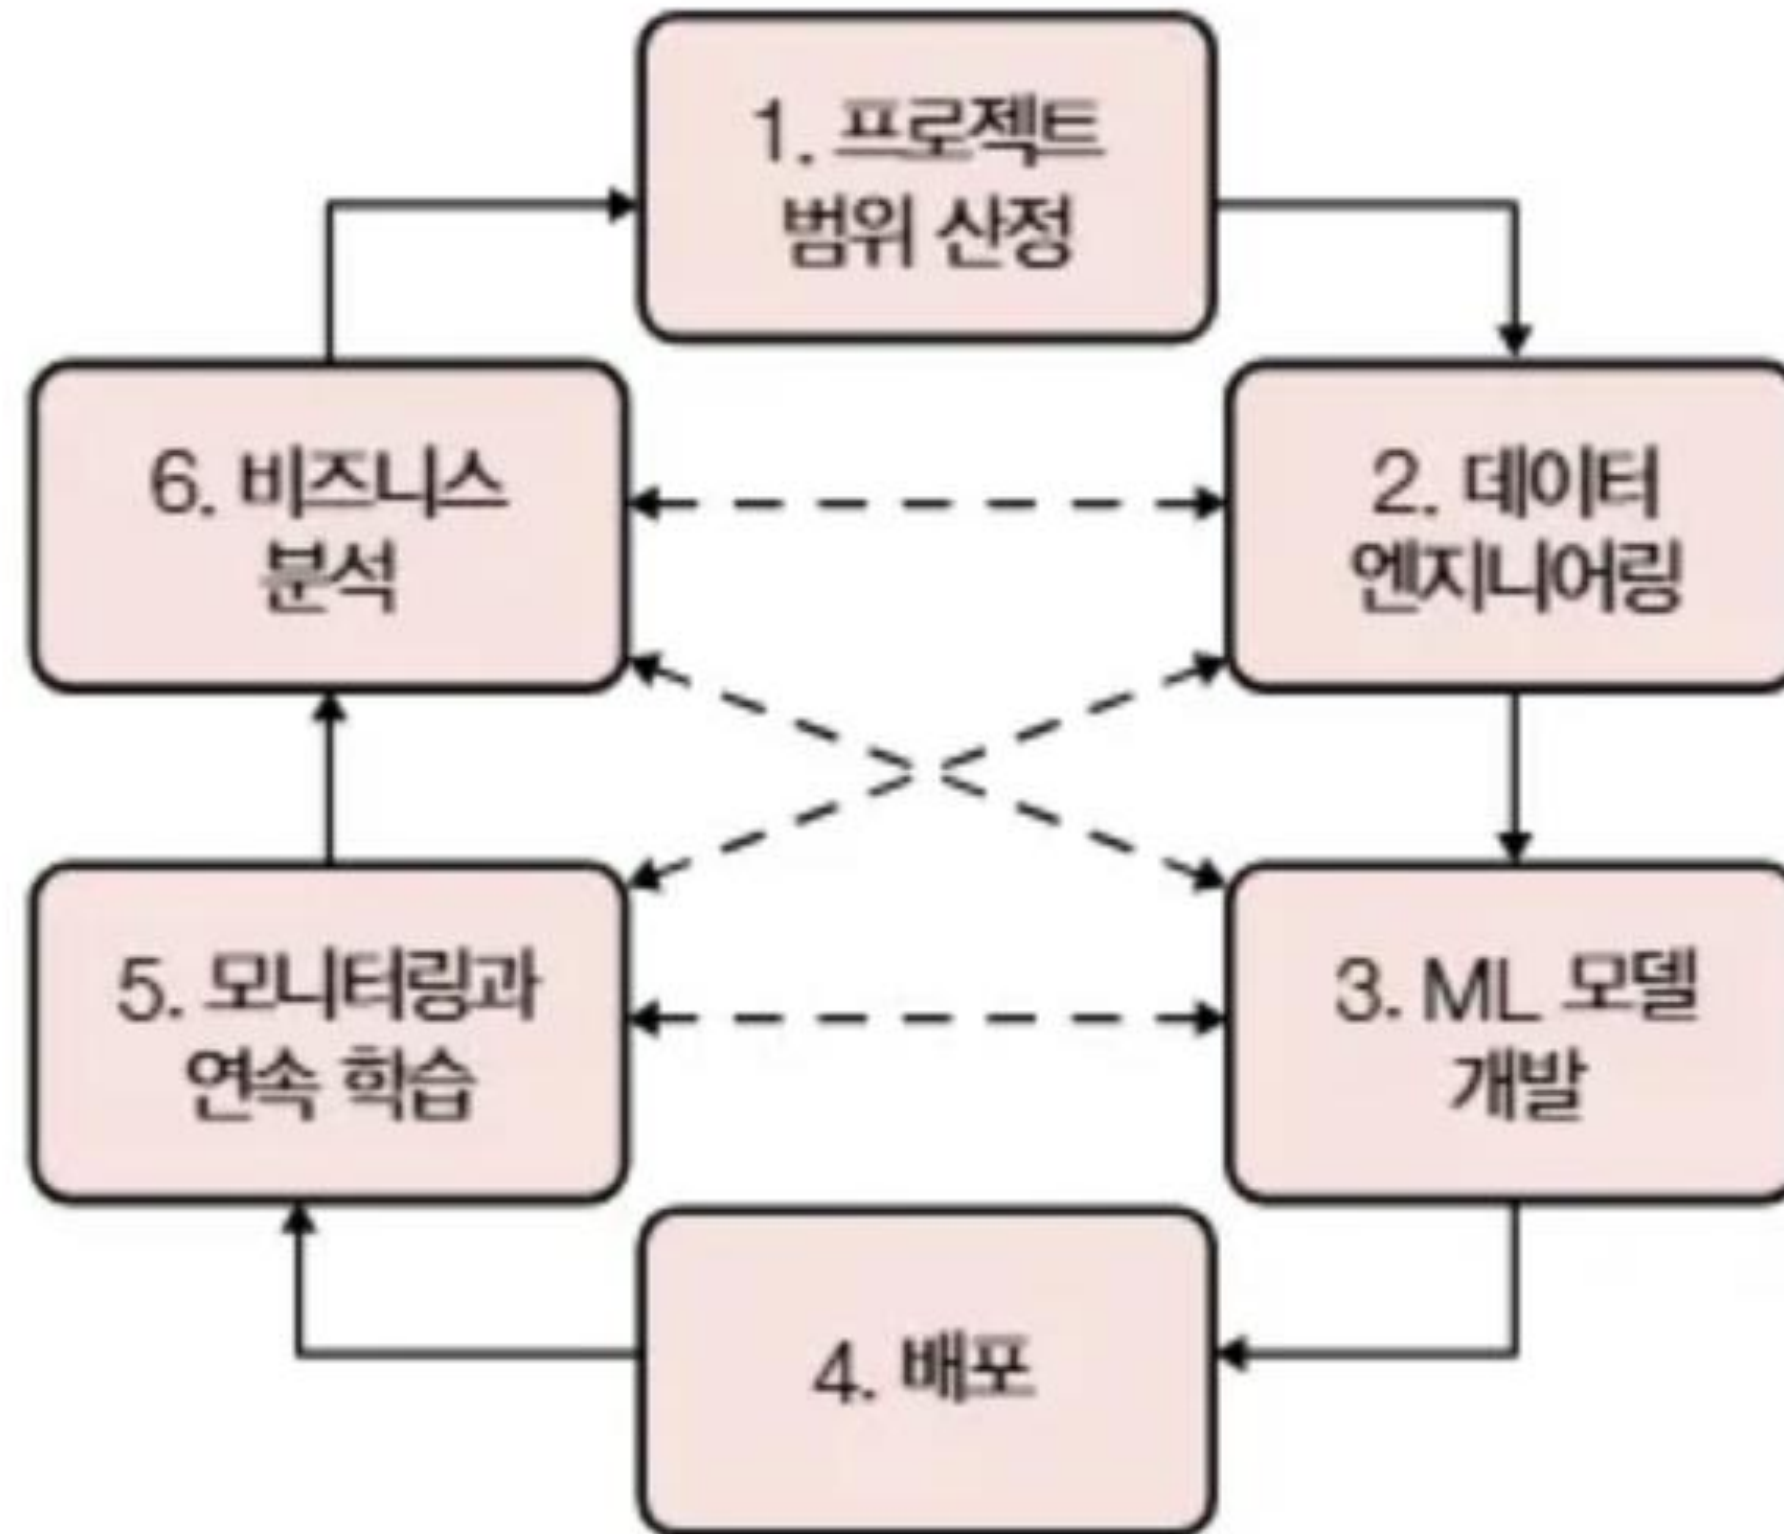 1. 프로젝트
범위 산정
6. 비즈니스
분석
2. 데이터
엔지니어링
5. 모니터링과
연속 학습
3. ML 모델
개발
4. 배포